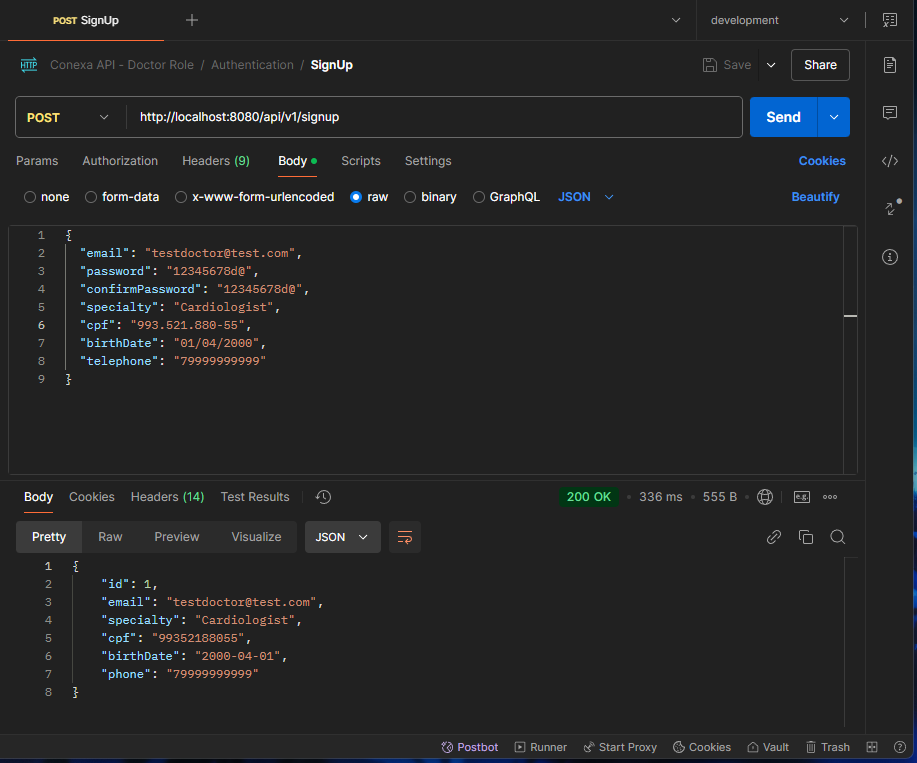 POST SignUp
development
HTTP Conexa API - Doctor Role / Authentication / SignUp Save Share
POST http://localhost:8080/api/v1/signup Send
Params Authorization Headers (9) Body Scripts Settings Cookies
none form-data x-www-form-urlencoded raw binary GraphQL JSON Beautify
1 {
2 "email": "testdoctor@test.com",
3 "password": "12345678d@",
4 "confirmPassword": "12345678d@",
5 "specialty": "Cardiologist",
6 "cpf": "993.521.880-55",
7 "birthDate": "01/04/2000",
8 "telephone": "79999999999"
9 }
Body Cookies Headers (14) Test Results 200 OK 336 ms 555 B e.g.
Pretty Raw Preview Visualize JSON
1 {
2 "id": 1,
3 "email": "testdoctor@test.com",
4 "specialty": "Cardiologist",
5 "cpf": "99352188055",
6 "birthDate": "2000-04-01",
7 "phone": "79999999999"
8 }
Postbot Runner Start Proxy Cookies Vault Trash